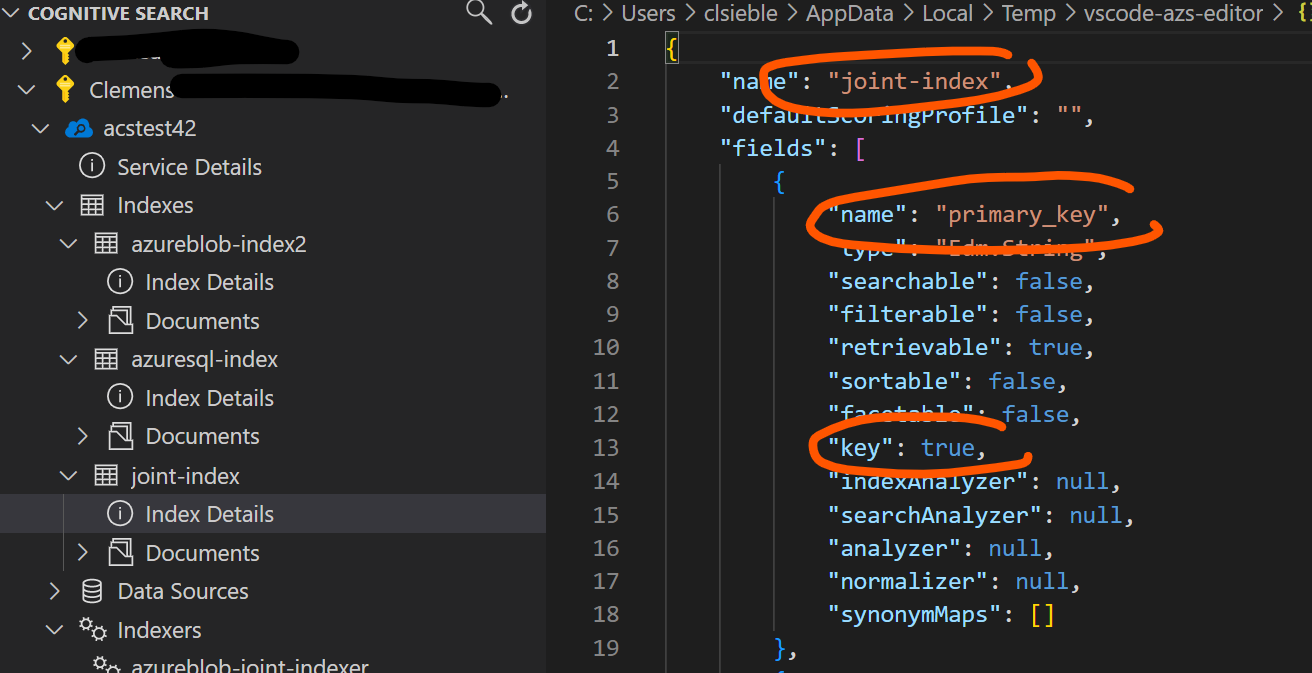 COGNITIVE SEARCH
Clemens
acstest42
Service Details
Indexes
azureblob-index2
Index Details
Documents
azuresql-index
Index Details
Documents
joint-index
Index Details
Documents
Data Sources
Indexers
azureblob-joint-indexer
C: > Users > clsieble > AppData > Local > Temp > vscode-azs-editor > {
1 {
2 "name": "joint-index",
3 "defaultScoringProfile": "",
4 "fields": [
5 {
6 "name": "primary_key",
7 "type": "Edm.String",
8 "searchable": false,
9 "filterable": false,
10 "retrievable": true,
11 "sortable": false,
12 "facetable": false,
13 "key": true,
14 "indexAnalyzer": null,
15 "searchAnalyzer": null,
16 "analyzer": null,
17 "normalizer": null,
18 "synonymMaps": []
19 },